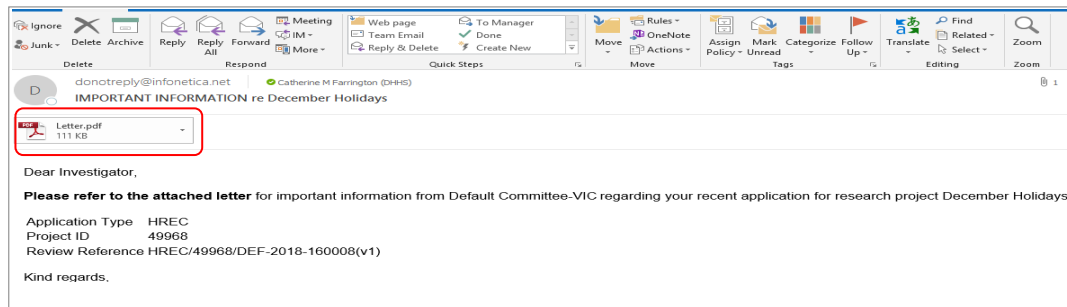 Ignore
Junk
Delete
Archive
Reply
Reply All
Forward
Meeting
IM
More
Web page
Team Email
Reply & Delete
To Manager
Done
Create New
Move
Rules
OneNote
Actions
Assign Policy
Mark Unread
Categorize
Follow Up
Translate
Find
Related
Select
Zoom
Delete
Respond
Quick Steps
Move
Tags
Editing
Zoom
D
donotreply@infonetica.net
Catherine M Farrington (DHHS)
1
IMPORTANT INFORMATION re December Holidays
PDF
Letter.pdf
111 KB
Dear Investigator,
Please refer to the attached letter for important information from Default Committee-VIC regarding your recent application for research project December Holidays
Application Type HREC
Project ID 49968
Review Reference HREC/49968/DEF-2018-160008(v1)
Kind regards,